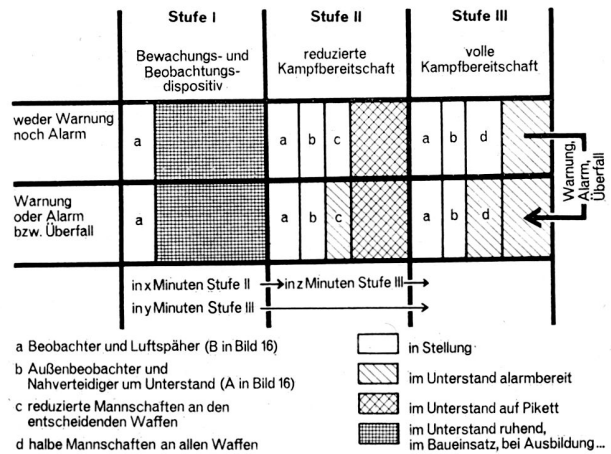 Stufe I
Stufe II
Stufe III
Bewachungs- und
Beobachtungs-
dispositiv
reduzierte
Kampfbereitschaft
volle
Kampfbereitschaft
weder Warnung
noch Alarm
a
a
b
c
a
b
d
Warnung
oder Alarm
bzw. Überfall
a
a
b
c
a
b
d
Warnung,
Alarm,
Überfall
in x Minuten Stufe II
in z Minuten Stufe III
in y Minuten Stufe III
a Beobachter und Luftspäher (B in Bild 16)
b Außenbeobachter und
Nahverteidiger um Unterstand (A in Bild 16)
c reduzierte Mannschaften an den
entscheidenden Waffen
d halbe Mannschaften an allen Waffen
in Stellung
im Unterstand alarmbereit
im Unterstand auf Pikett
im Unterstand ruhend,
im Baueinsatz, bei Ausbildung...